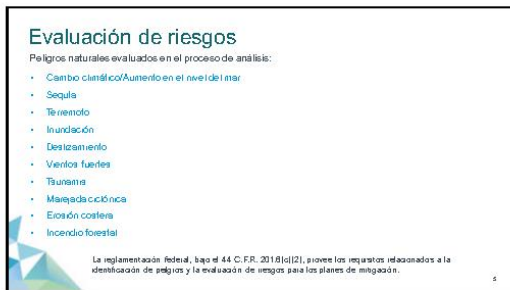 Evaluación de riesgos
Peligros naturales evaluados en el proceso de análisis:
• Cambio climático/Aumento en el nivel del mar
• Sequía
• Terremoto
• Inundación
• Deslizamiento
• Vientos fuertes
• Tsunami
• Marejada ciclónica
• Erosión costera
• Incendio forestal
La reglamentación federal, bajo el 44 C.F.R. 201.6(c)(2), provee los requisitos relacionados a la
identificación de peligros y la evaluación de riesgos para los planes de mitigación.
5